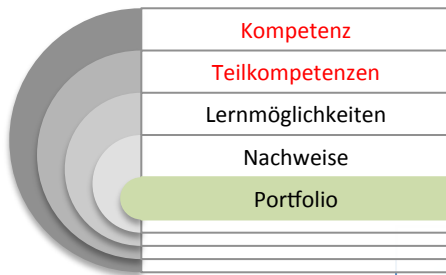 Kompetenz
Teilkompetenzen
Lernmöglichkeiten
Nachweise
Portfolio